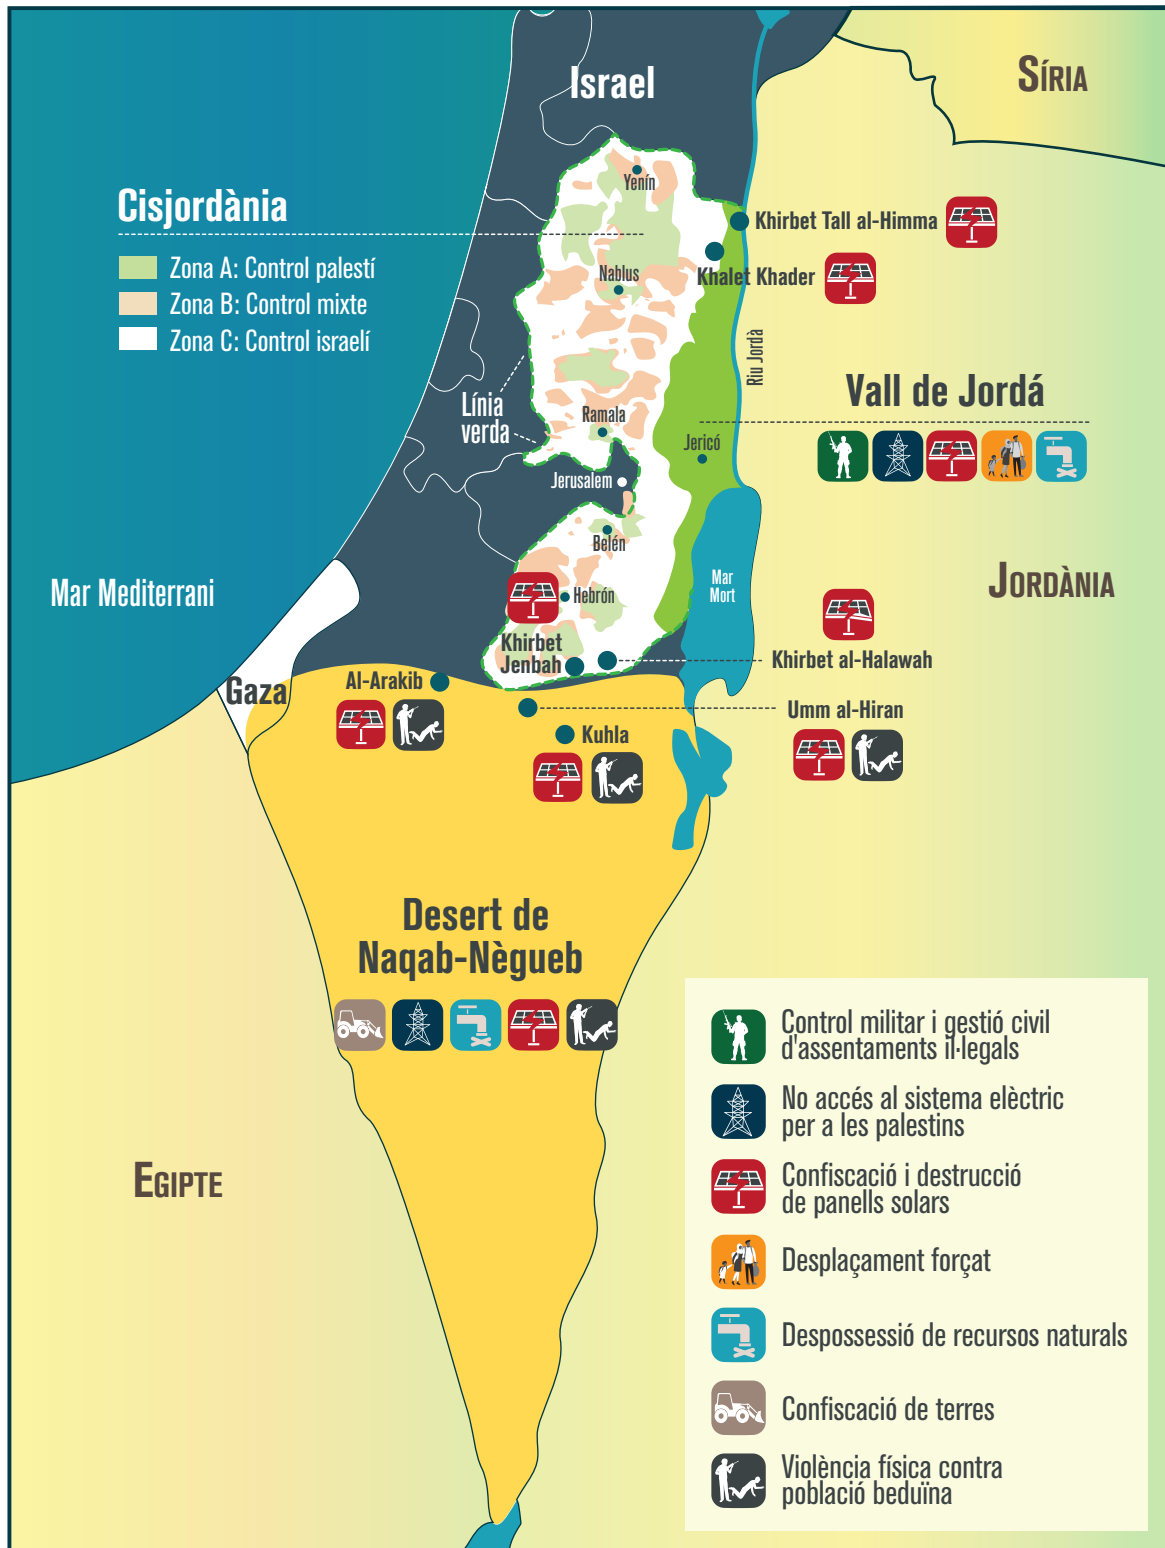 Israel
SÍRIA
Cisjordània
Zona A: Control palestí
Zona B: Control mixte
Zona C: Control israelí
Yenín
Khirbet Tall al-Himma
Khalet Khader
Nablus
Riu Jordà
Línia
verda
Vall de Jordá
Ramala
Jericó
Jerusalem
Belén
Mar Mediterrani
Mar
Mort
JORDÀNIA
Hebrón
Khirbet
Jenbah
Khirbet al-Halawah
Gaza
Al-Arakib
Umm al-Hiran
Kuhla
Desert de
Naqab-Nègueb
EGIPTE
Control militar i gestió civil
d'assentaments il·legals
No accés al sistema elèctric
per a les palestins
Confiscació i destrucció
de panells solars
Desplaçament forçat
Despossessió de recursos naturals
Confiscació de terres
Violència física contra
població beduïna